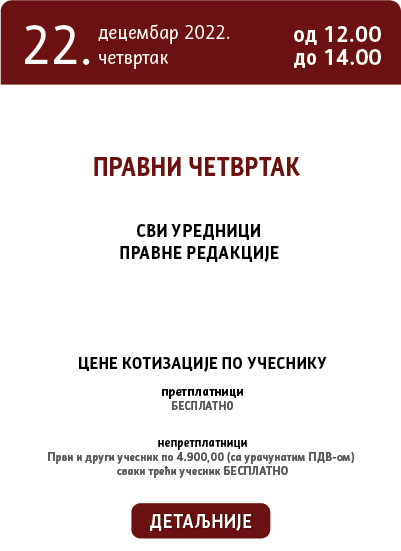 22. децембар 2022. од 12.00
четвртак до 14.00
ПРАВНИ ЧЕТВРТАК
СВИ УРЕДНИЦИ
ПРАВНЕ РЕДАКЦИЈЕ
ЦЕНЕ КОТИЗАЦИЈЕ ПО УЧЕСНИКУ
претплатници
БЕСПЛАТНО
непретплатници
Први и други учесник по 4.900,00 (са урачунатим ПДВ-ом)
сваки трећи учесник БЕСПЛАТНО
ДЕТАЉНИЈЕ